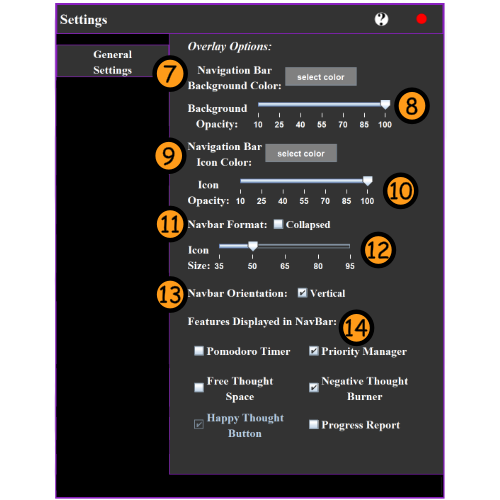 Settings ?
General
Settings
Overlay Options:
7 Navigation Bar
Background Color: select color
Background 8
Opacity: 10 25 40 55 70 85 100
9 Navigation Bar
Icon Color: select color
Icon 10
Opacity: 10 25 40 55 70 85 100
11 Navbar Format: Collapsed
Icon 12
Size: 35 50 65 80 95
13 Navbar Orientation: Vertical
Features Displayed in NavBar: 14
Pomodoro Timer Priority Manager
Free Thought Negative Thought
Space Burner
Happy Thought
Button Progress Report